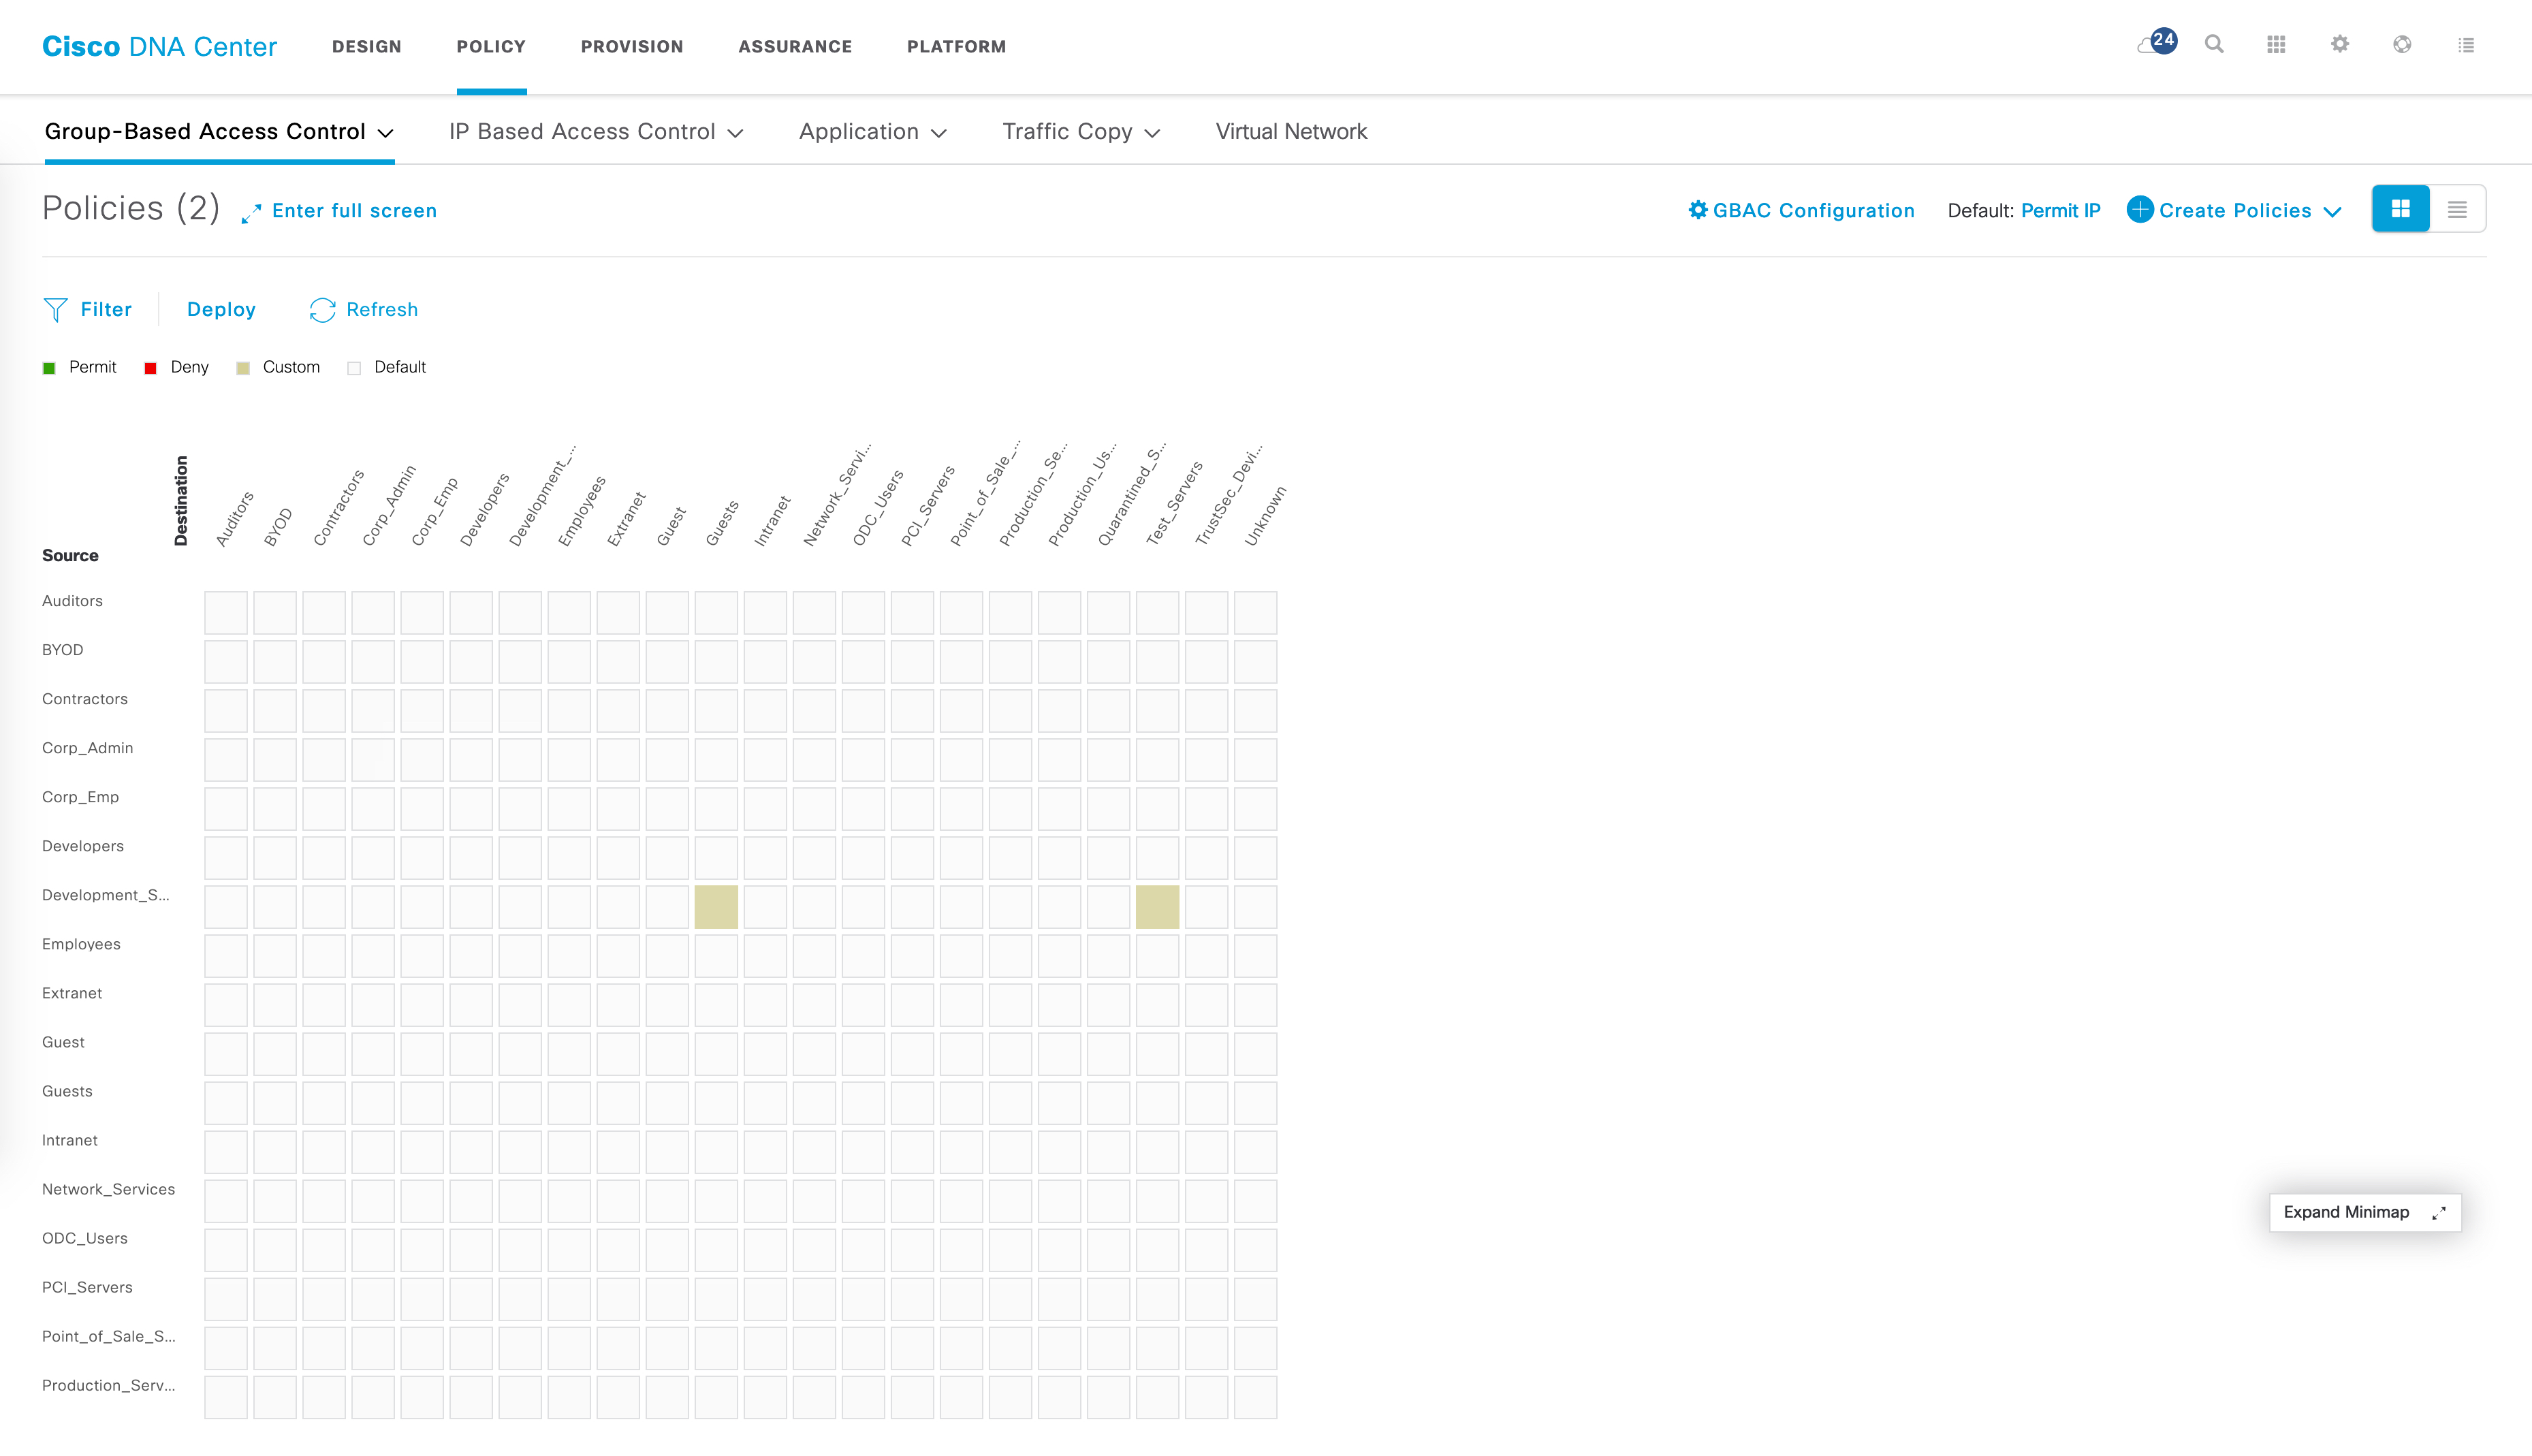 Cisco DNA Center DESIGN POLICY PROVISION ASSURANCE PLATFORM 24
Group-Based Access Control IP Based Access Control Application Traffic Copy Virtual Network
Policies (2) Enter full screen GBAC Configuration Default: Permit IP Create Policies
Filter Deploy Refresh
Permit Deny Custom Default
Destination
Auditors
BYOD
Contractors
Corp_Admin
Corp_Emp
Developers
Development_...
Employees
Extranet
Guest
Guests
Intranet
Network_Servi...
ODC_Users
PCI_Servers
Point_of_Sale_...
Production_Se...
Production_Us...
Quarantined_S...
Test_Servers
TrustSec_Devi...
Unknown
Source
Auditors
BYOD
Contractors
Corp_Admin
Corp_Emp
Developers
Development_S...
Employees
Extranet
Guest
Guests
Intranet
Network_Services
Expand Minimap
ODC_Users
PCI_Servers
Point_of_Sale_S...
Production_Serv...